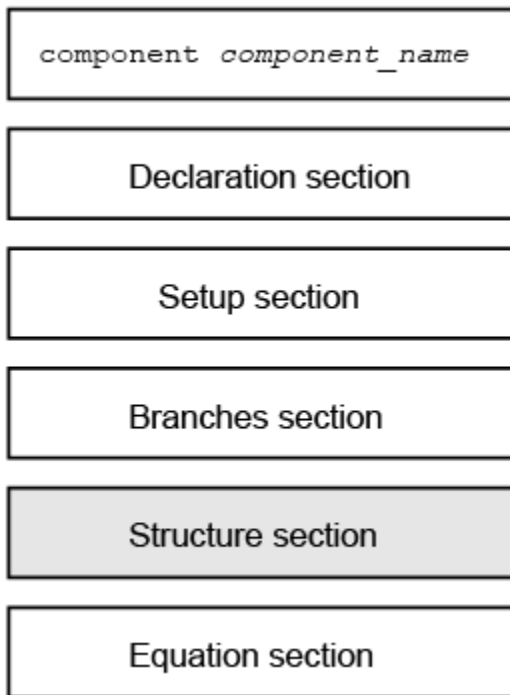 component component_name
Declaration section
Setup section
Branches section
Structure section
Equation section